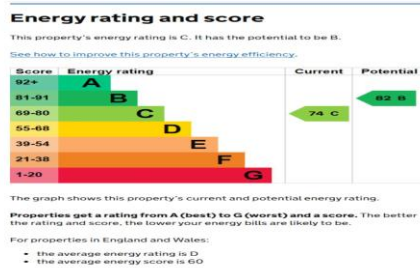 Energy rating and score
This property's energy rating is C. It has the potential to be B.
See how to improve this property's energy efficiency.
Score Energy rating Current Potential
92+ A
81-91 B 82 B
69-80 C 74 C
55-68 D
39-54 E
21-38 F
1-20 G
The graph shows this property's current and potential energy rating.
Properties get a rating from A (best) to G (worst) and a score. The better
the rating and score, the lower your energy bills are likely to be.
For properties in England and Wales:
• the average energy rating is D
• the average energy score is 60